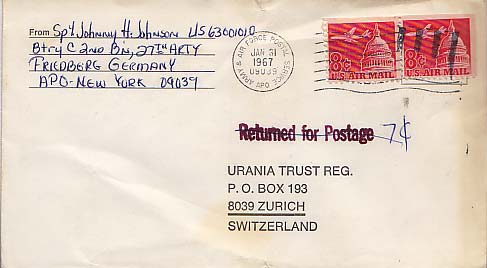 From Sp4 Johnny H. Johnson US630010.0
Btry C 2nd Bn, 27TH ARTY
FRIEDBERG GERMANY
APO-NEW YORK 09039
ARMY & AIR FORCE POSTAL SERVICE
JAN 31
1967
09039
APO
8¢
U.S AIR MAIL
8¢
U.S AIR MAIL
Returned for Postage 7¢
URANIA TRUST REG.
P. O. BOX 193
8039 ZURICH
SWITZERLAND